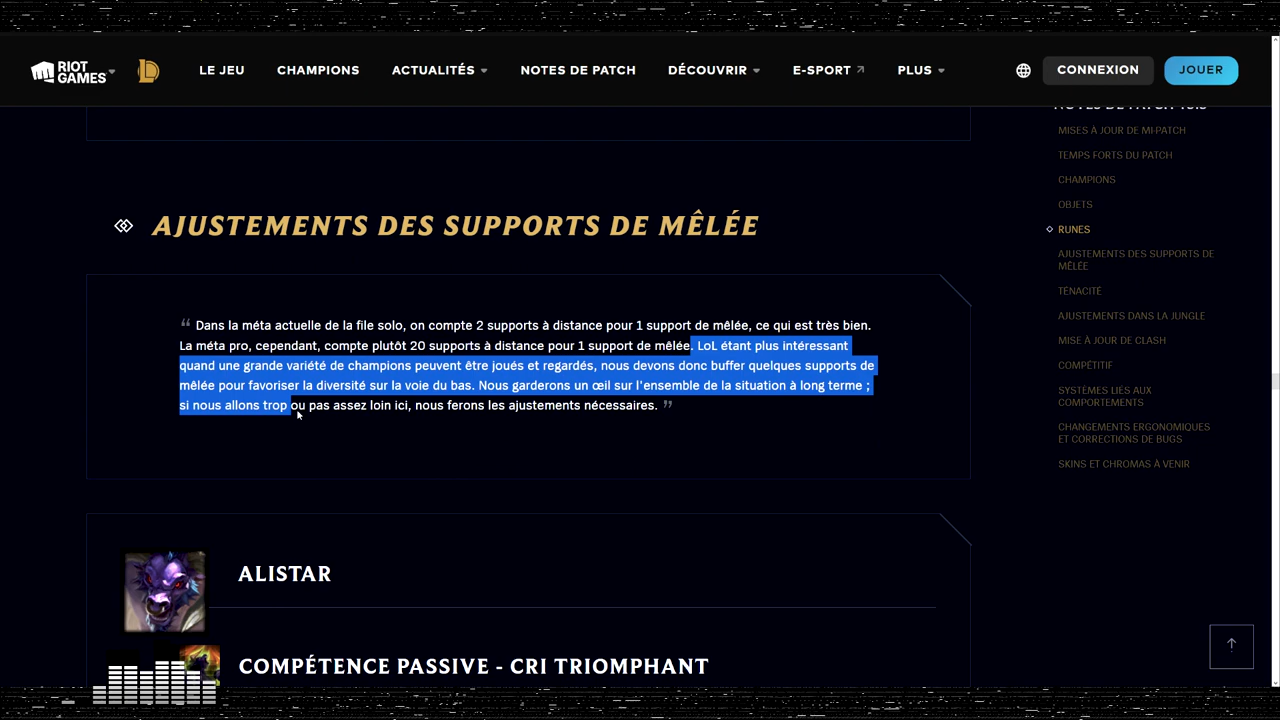 RIOT GAMES
LE JEU
CHAMPIONS
ACTUALITÉS
NOTES DE PATCH
DÉCOUVRIR
E-SPORT
PLUS
CONNEXION
JOUER
AJUSTEMENTS DES SUPPORTS DE MÊLÉE
“ Dans la méta actuelle de la file solo, on compte 2 supports à distance pour 1 support de mêlée, ce qui est très bien.
La méta pro, cependant, compte plutôt 20 supports à distance pour 1 support de mêlée. LoL étant plus intéressant
quand une grande variété de champions peuvent être joués et regardés, nous devons donc buffer quelques supports de
mêlée pour favoriser la diversité sur la voie du bas. Nous garderons un œil sur l'ensemble de la situation à long terme ;
si nous allons trop ou pas assez loin ici, nous ferons les ajustements nécessaires. ”
ALISTAR
COMPÉTENCE PASSIVE - CRI TRIOMPHANT
MISES À JOUR DE MI-PATCH
TEMPS FORTS DU PATCH
CHAMPIONS
OBJETS
RUNES
AJUSTEMENTS DES SUPPORTS DE
MÊLÉE
TÉNACITÉ
AJUSTEMENTS DANS LA JUNGLE
MISE À JOUR DE CLASH
COMPÉTITIF
SYSTÈMES LIÉS AUX
COMPORTEMENTS
CHANGEMENTS ERGONOMIQUES
ET CORRECTIONS DE BUGS
SKINS ET CHROMAS À VENIR